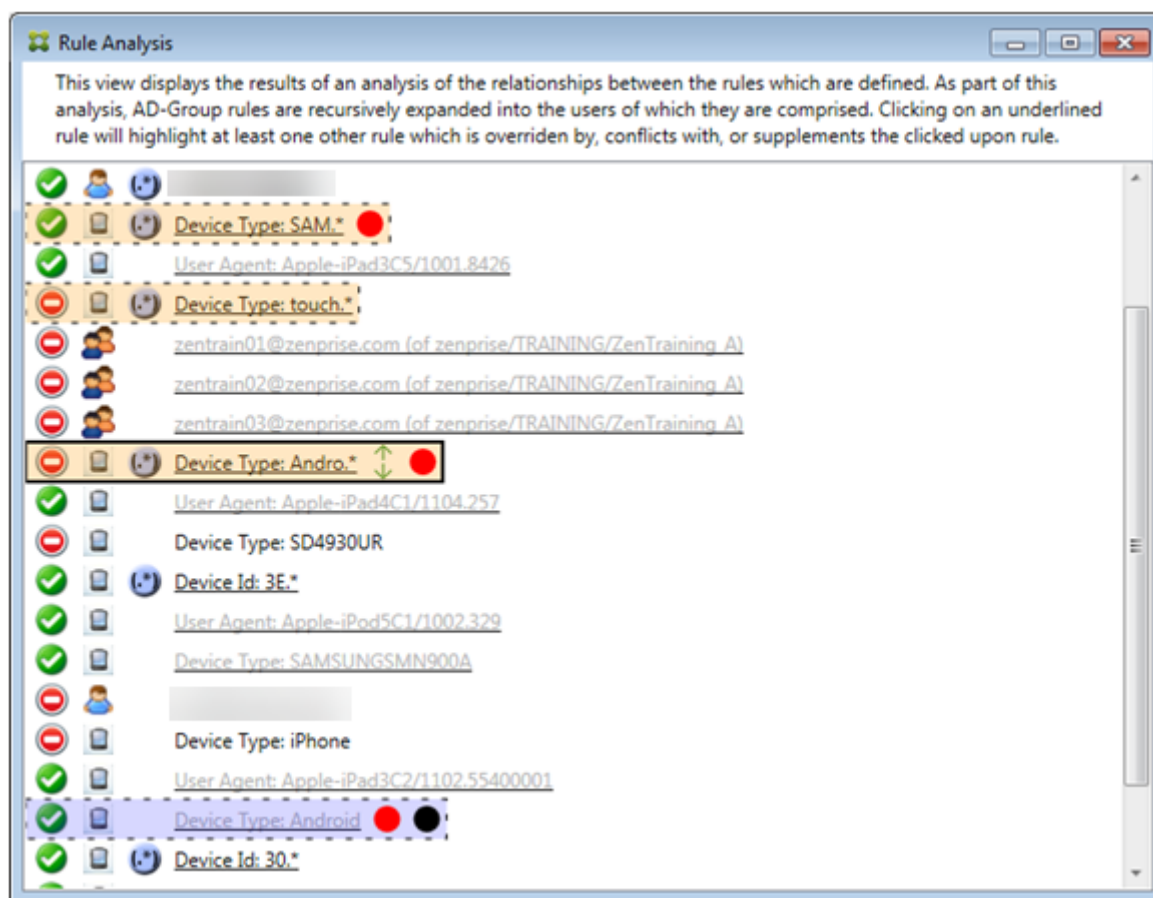 Rule Analysis
This view displays the results of an analysis of the relationships between the rules which are defined. As part of this
analysis, AD-Group rules are recursively expanded into the users of which they are comprised. Clicking on an underlined
rule will highlight at least one other rule which is overriden by, conflicts with, or supplements the clicked upon rule.
(.*)
(.*) Device Type: SAM.*
User Agent: Apple-iPad3C5/1001.8426
(.*) Device Type: touch.*
zentrain01@zenprise.com (of zenprise/TRAINING/ZenTraining_A)
zentrain02@zenprise.com (of zenprise/TRAINING/ZenTraining_A)
zentrain03@zenprise.com (of zenprise/TRAINING/ZenTraining_A)
(.*) Device Type: Andro.*
User Agent: Apple-iPad4C1/1104.257
Device Type: SD4930UR
(.*) Device Id: 3E.*
User Agent: Apple-iPod5C1/1002.329
Device Type: SAMSUNGSMN900A
Device Type: iPhone
User Agent: Apple-iPad3C2/1102.55400001
Device Type: Android
(.*) Device Id: 30.*